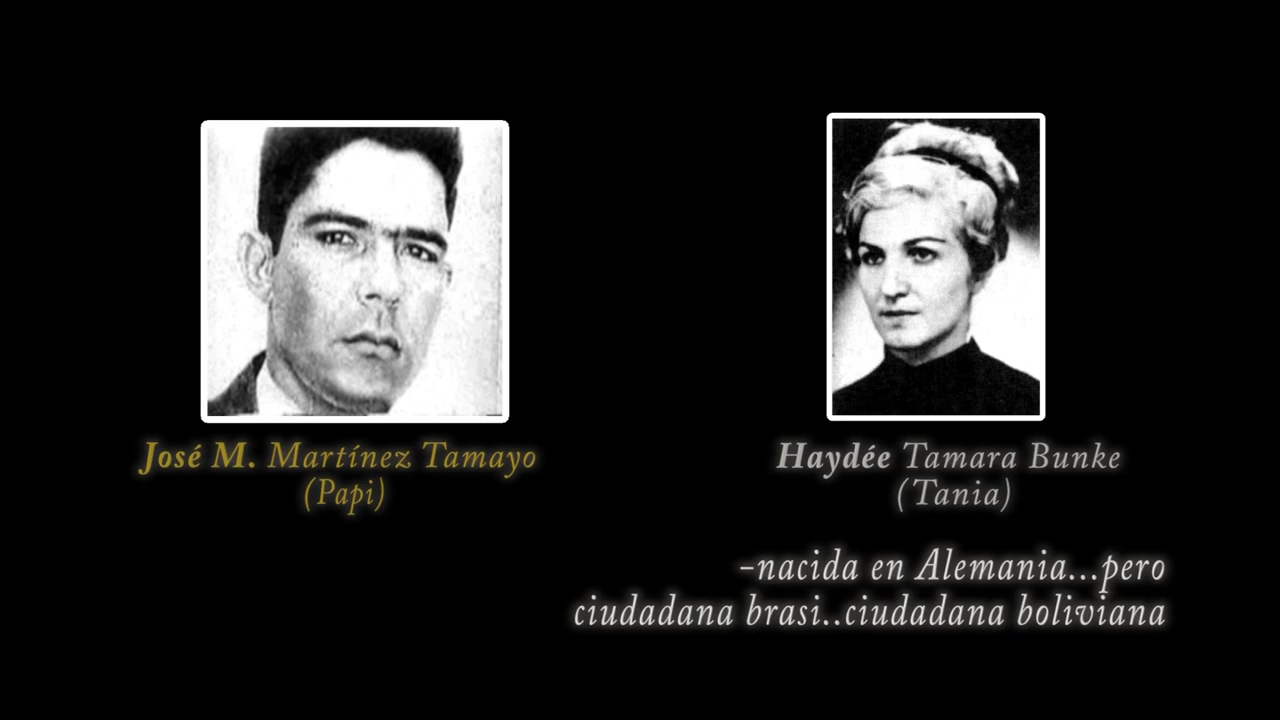 José M. Martínez Tamayo
(Papi)
Haydée Tamara Bunke
(Tania)
-nacida en Alemania...pero
ciudadana brasi..ciudadana boliviana